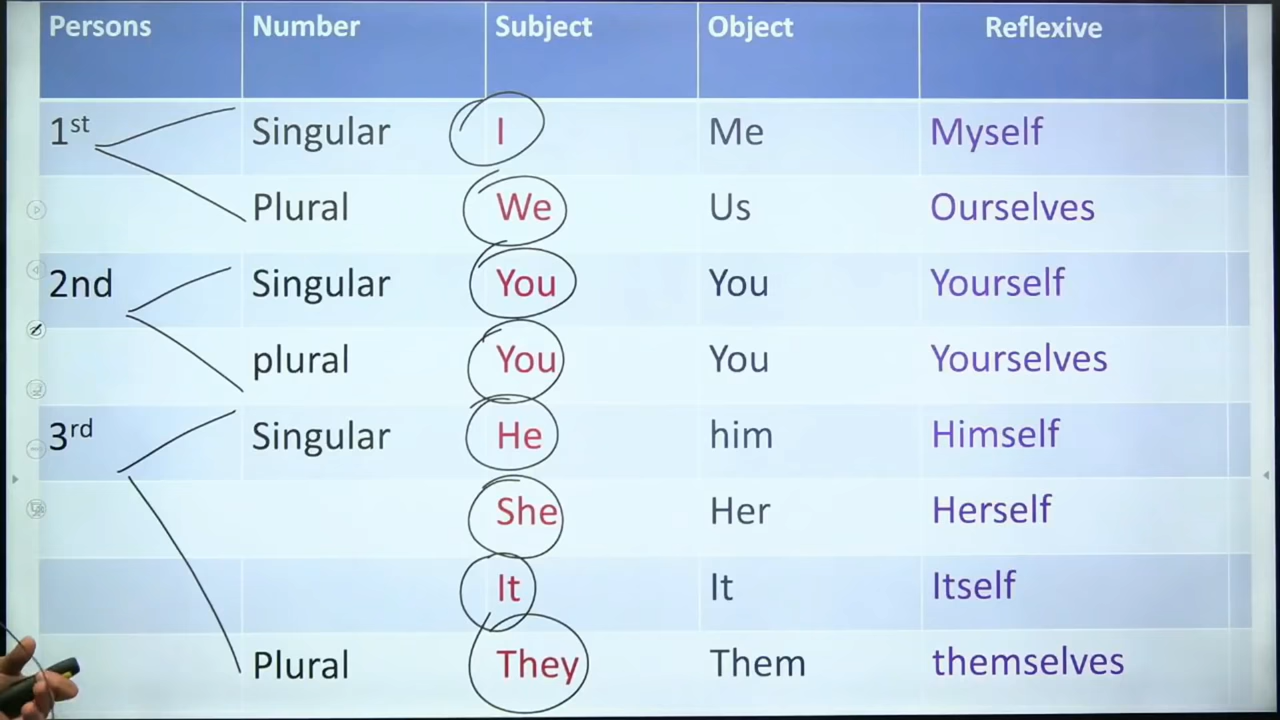 Persons Number Subject Object Reflexive
1st Singular I Me Myself
Plural We Us Ourselves
2nd Singular You You Yourself
plural You You Yourselves
3rd Singular He him Himself
She Her Herself
It It Itself
Plural They Them themselves